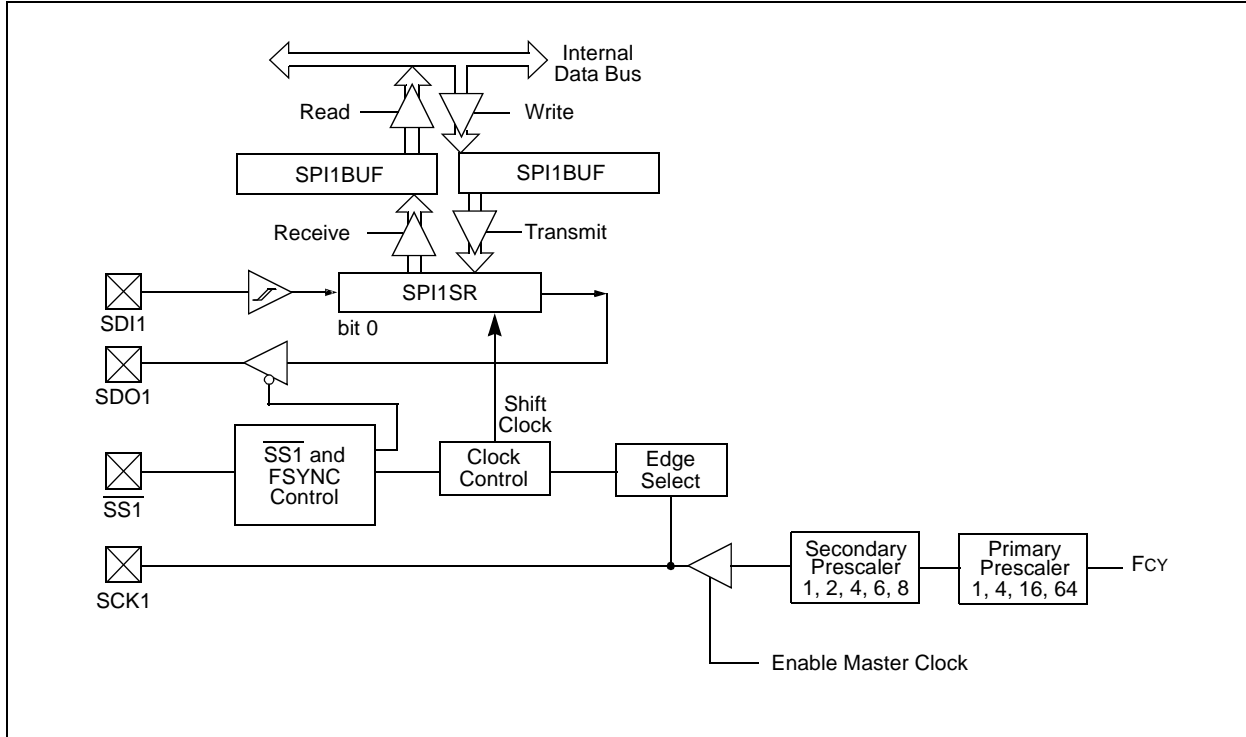 Internal
Data Bus
Read
Write
SPI1BUF
SPI1BUF
Receive
Transmit
SDI1
SPI1SR
bit 0
SDO1
Shift
Clock
SS1
SS1 and
FSYNC
Control
Clock
Control
Edge
Select
SCK1
Secondary
Prescaler
1, 2, 4, 6, 8
Primary
Prescaler
1, 4, 16, 64
FCY
Enable Master Clock